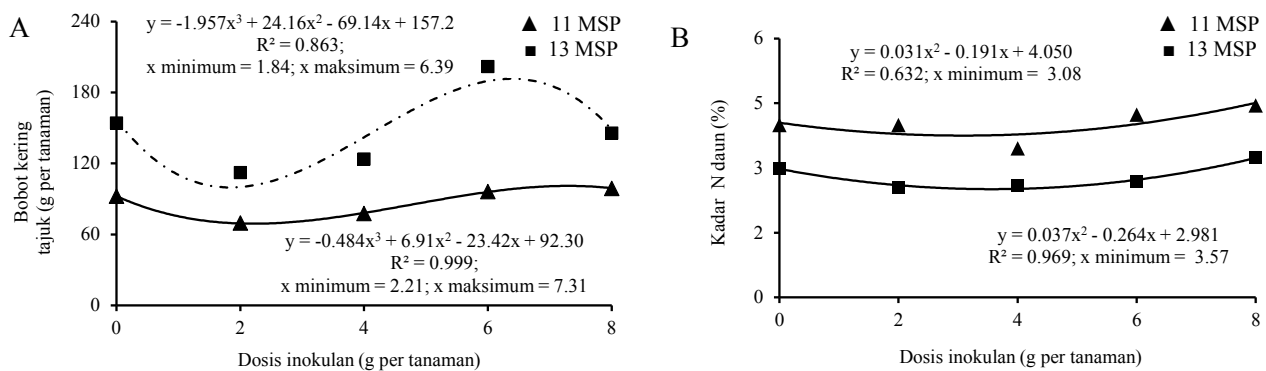 A
y = -1.957x³ + 24.16x² - 69.14x + 157.2
R² = 0.863;
x minimum = 1.84; x maksimum = 6.39
11 MSP
13 MSP
240
180
120
60
0
Bobot kering
tajuk (g per tanaman)
y = -0.484x³ + 6.91x² - 23.42x + 92.30
R² = 0.999;
x minimum = 2.21; x maksimum = 7.31
0 2 4 6 8
Dosis inokulan (g per tanaman)
B
y = 0.031x² - 0.191x + 4.050
R² = 0.632; x minimum = 3.08
11 MSP
13 MSP
6
5
3
2
0
Kadar N daun (%)
y = 0.037x² - 0.264x + 2.981
R² = 0.969; x minimum = 3.57
0 2 4 6 8
Dosis inokulan (g per tanaman)